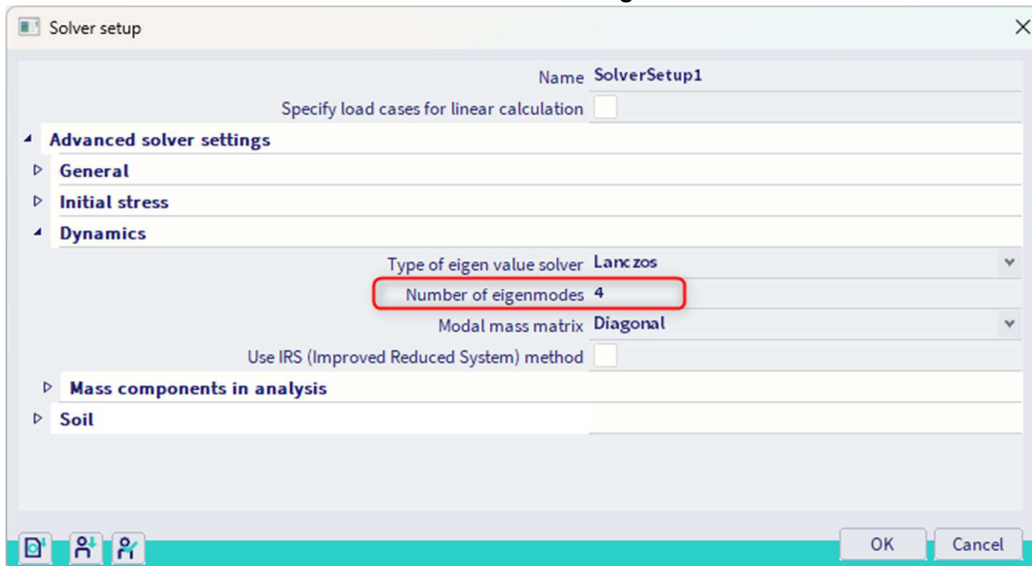 Solver setup
Name SolverSetup1
Specify load cases for linear calculation
Advanced solver settings
General
Initial stress
Dynamics
Type of eigen value solver Lanczos
Number of eigenmodes 4
Modal mass matrix Diagonal
Use IRS (Improved Reduced System) method
Mass components in analysis
Soil
OK Cancel